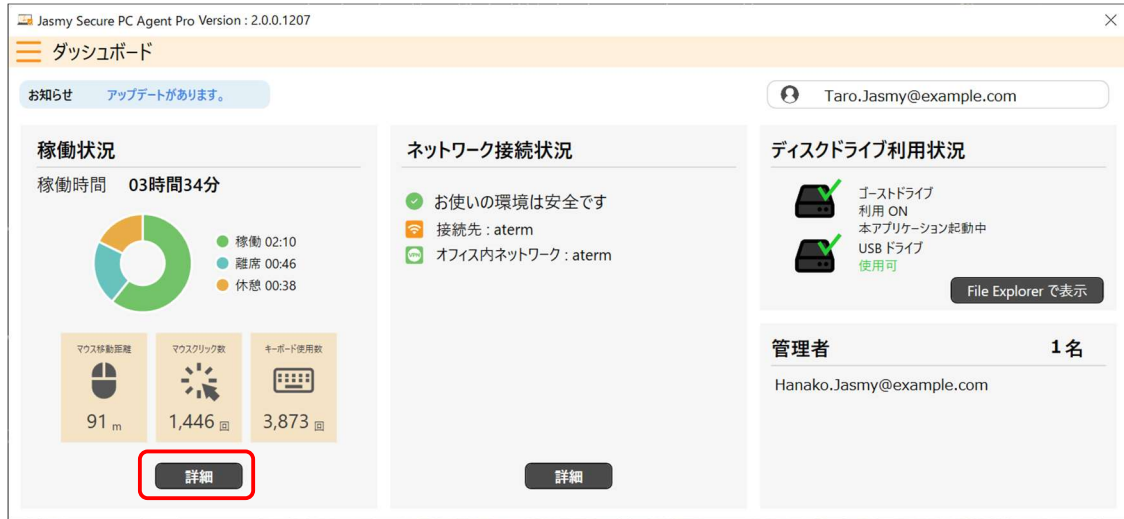 Jasmy Secure PC Agent Pro Version : 2.0.0.1207
ダッシュボード
お知らせ アップデートがあります。
Taro.Jasmy@example.com
稼働状況
稼働時間 03時間34分
稼働 02:10
離席 00:46
休憩 00:38
マウス移動距離
91 m
マウスクリック数
1,446 回
キーボード使用数
3,873 回
詳細
ネットワーク接続状況
お使いの環境は安全です
接続先 : aterm
VPN オフィス内ネットワーク : aterm
詳細
ディスクドライブ利用状況
ゴーストドライブ
利用 ON
本アプリケーション起動中
USB ドライブ
使用可
File Explorer で表示
管理者 1名
Hanako.Jasmy@example.com